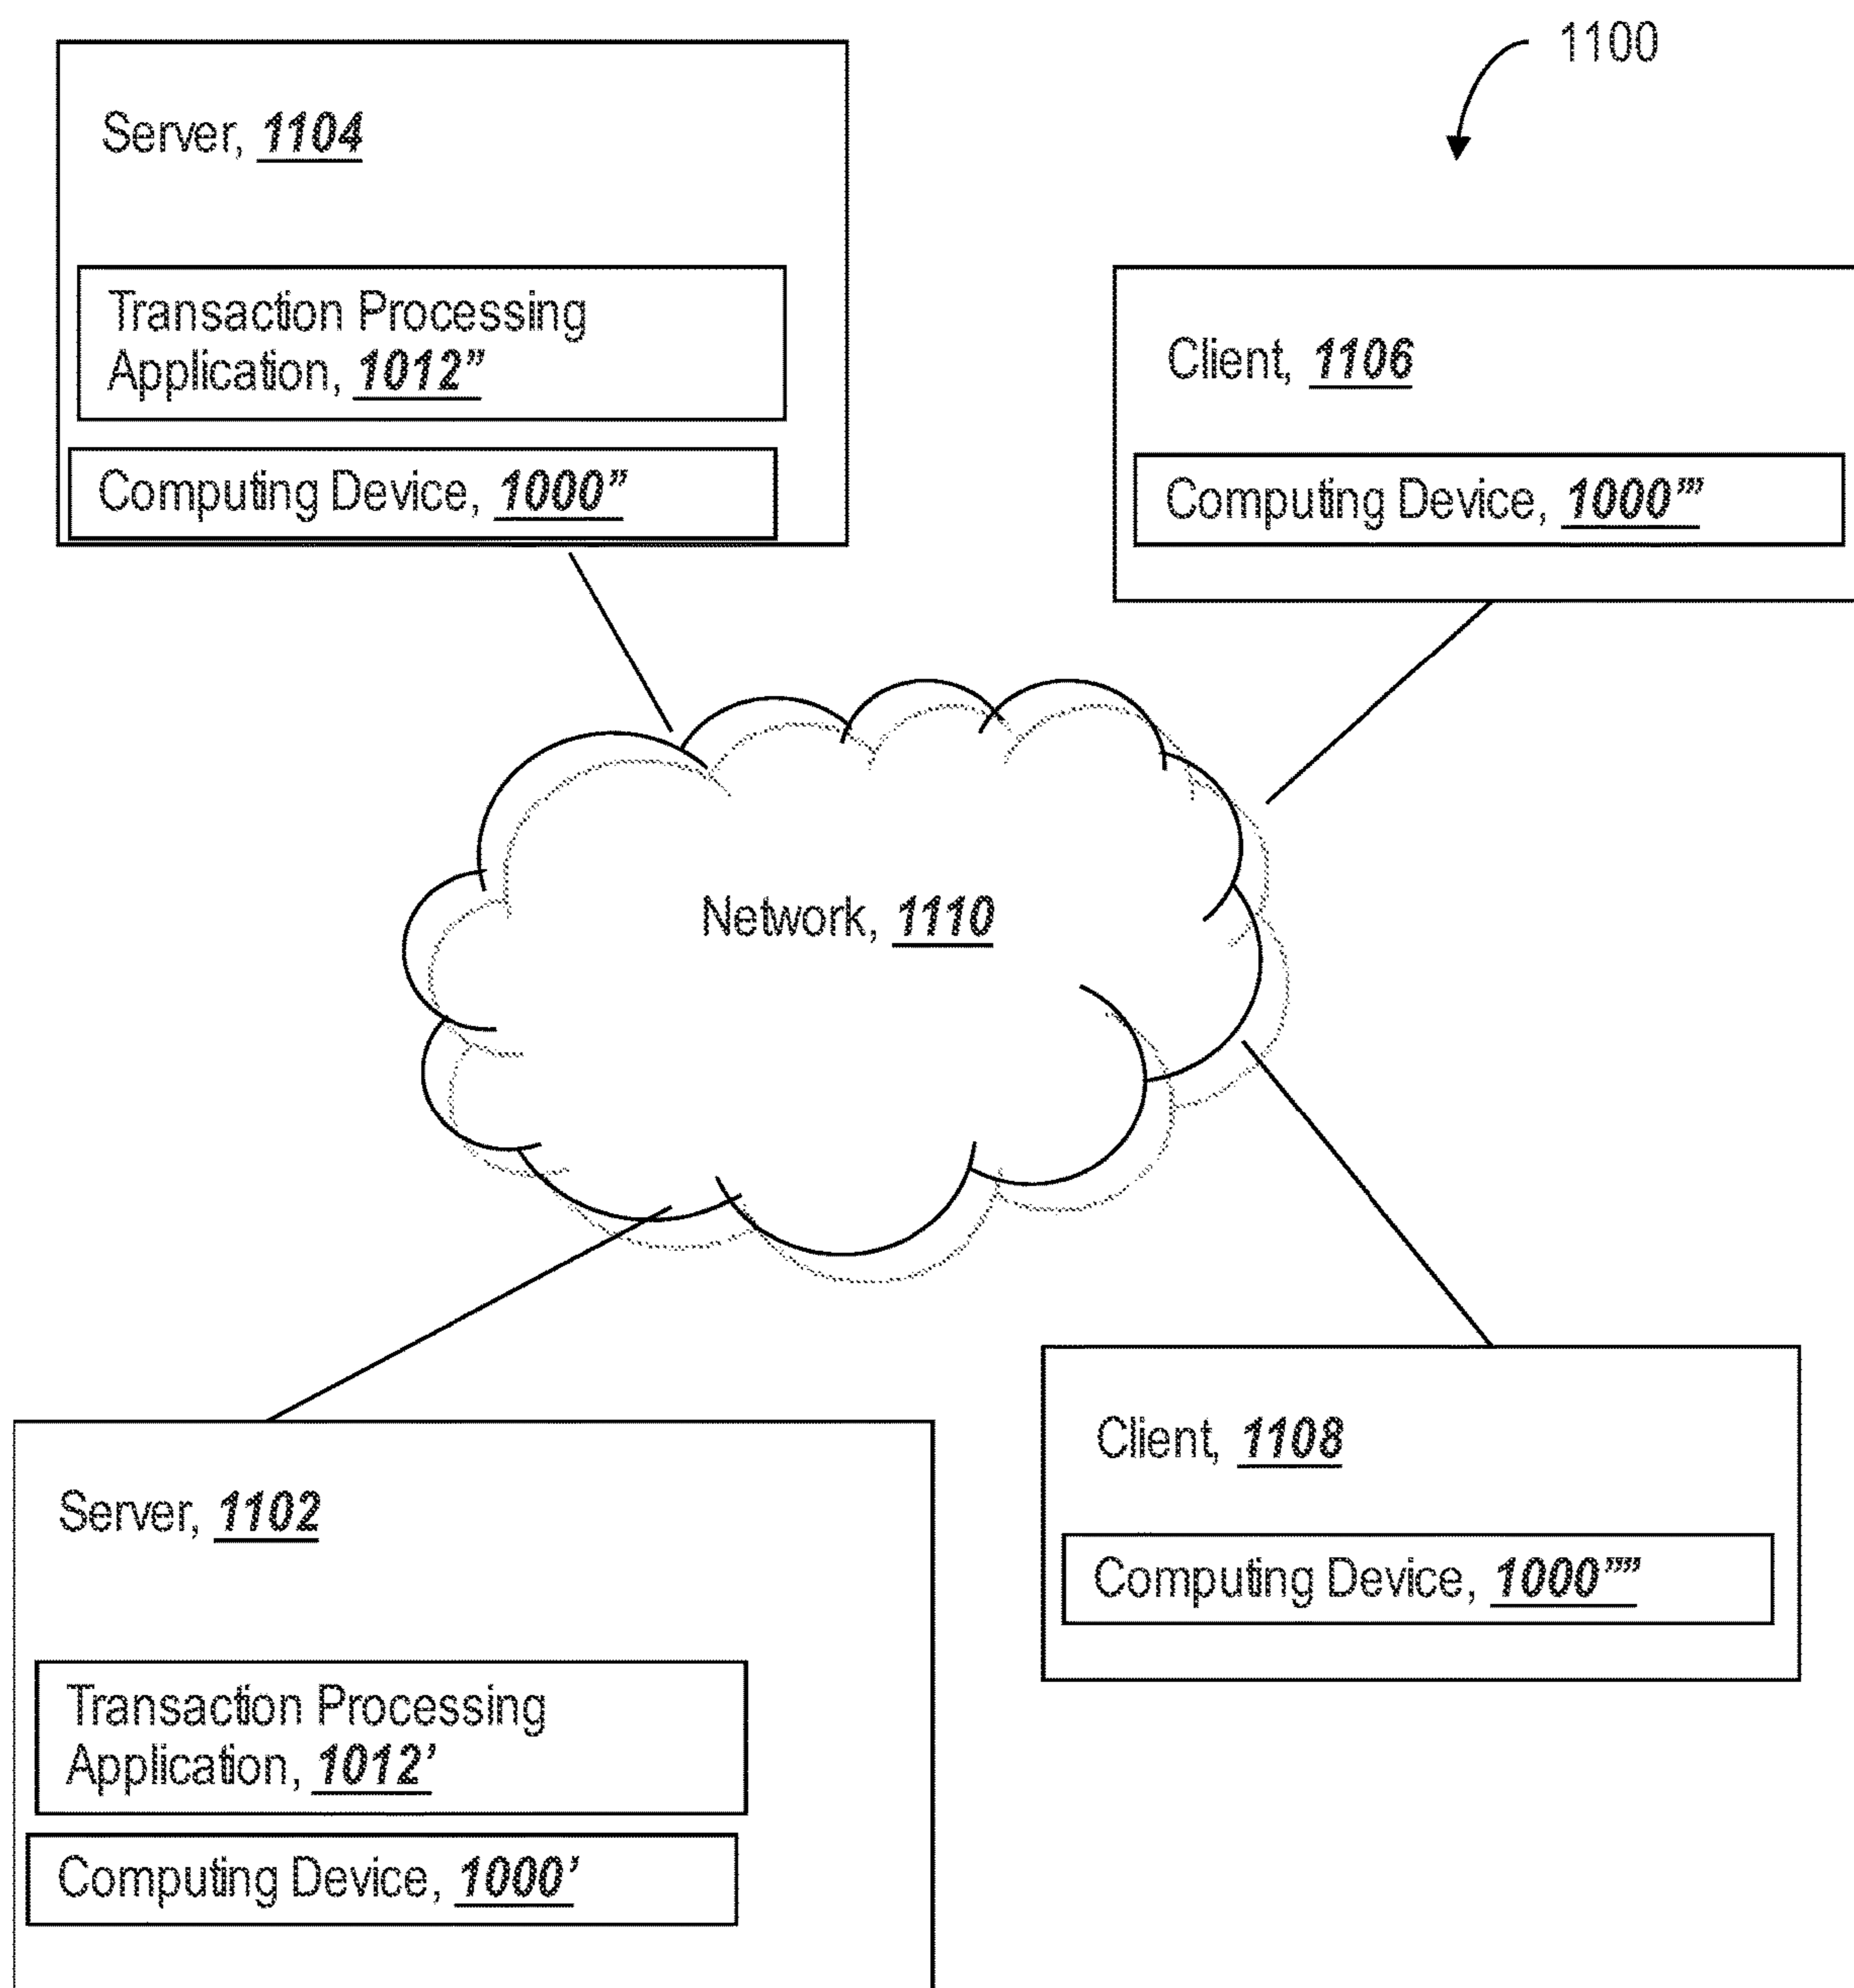 1100
Server, 1104
Transaction Processing
Application, 1012”
Computing Device, 1000”
Client, 1106
Computing Device, 1000”’
Network, 1110
Client, 1108
Computing Device, 1000””
Server, 1102
Transaction Processing
Application, 1012’
Computing Device, 1000’